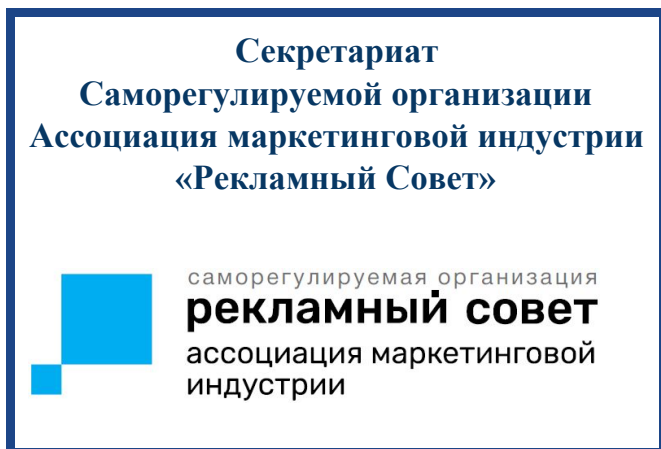 Секретариат
Саморегулируемой организации
Ассоциация маркетинговой индустрии
«Рекламный Совет»
саморегулируемая организация
рекламный совет
ассоциация маркетинговой
индустрии